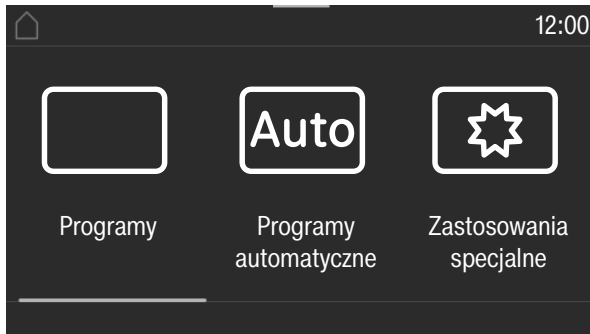 12:00
Auto
Programy
Programy
automatyczne
Zastosowania
specjalne